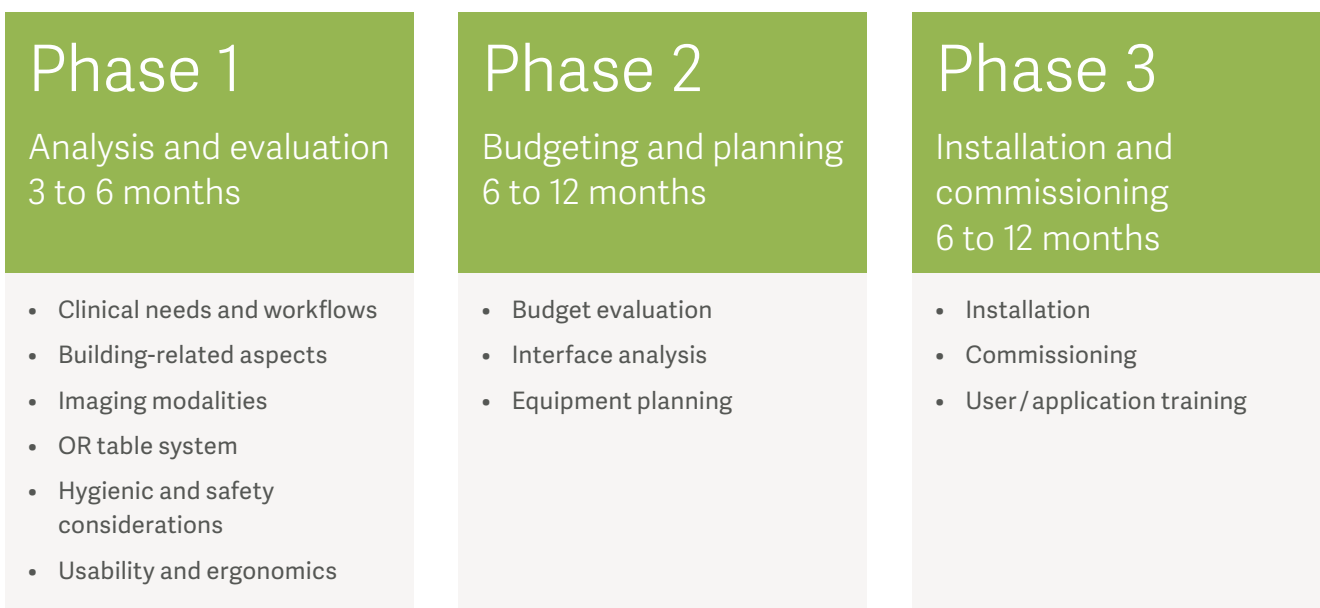 Phase 1
Analysis and evaluation
3 to 6 months
• Clinical needs and workflows
• Building-related aspects
• Imaging modalities
• OR table system
• Hygienic and safety
considerations
• Usability and ergonomics
Phase 2
Budgeting and planning
6 to 12 months
• Budget evaluation
• Interface analysis
• Equipment planning
Phase 3
Installation and
commissioning
6 to 12 months
• Installation
• Commissioning
• User / application training